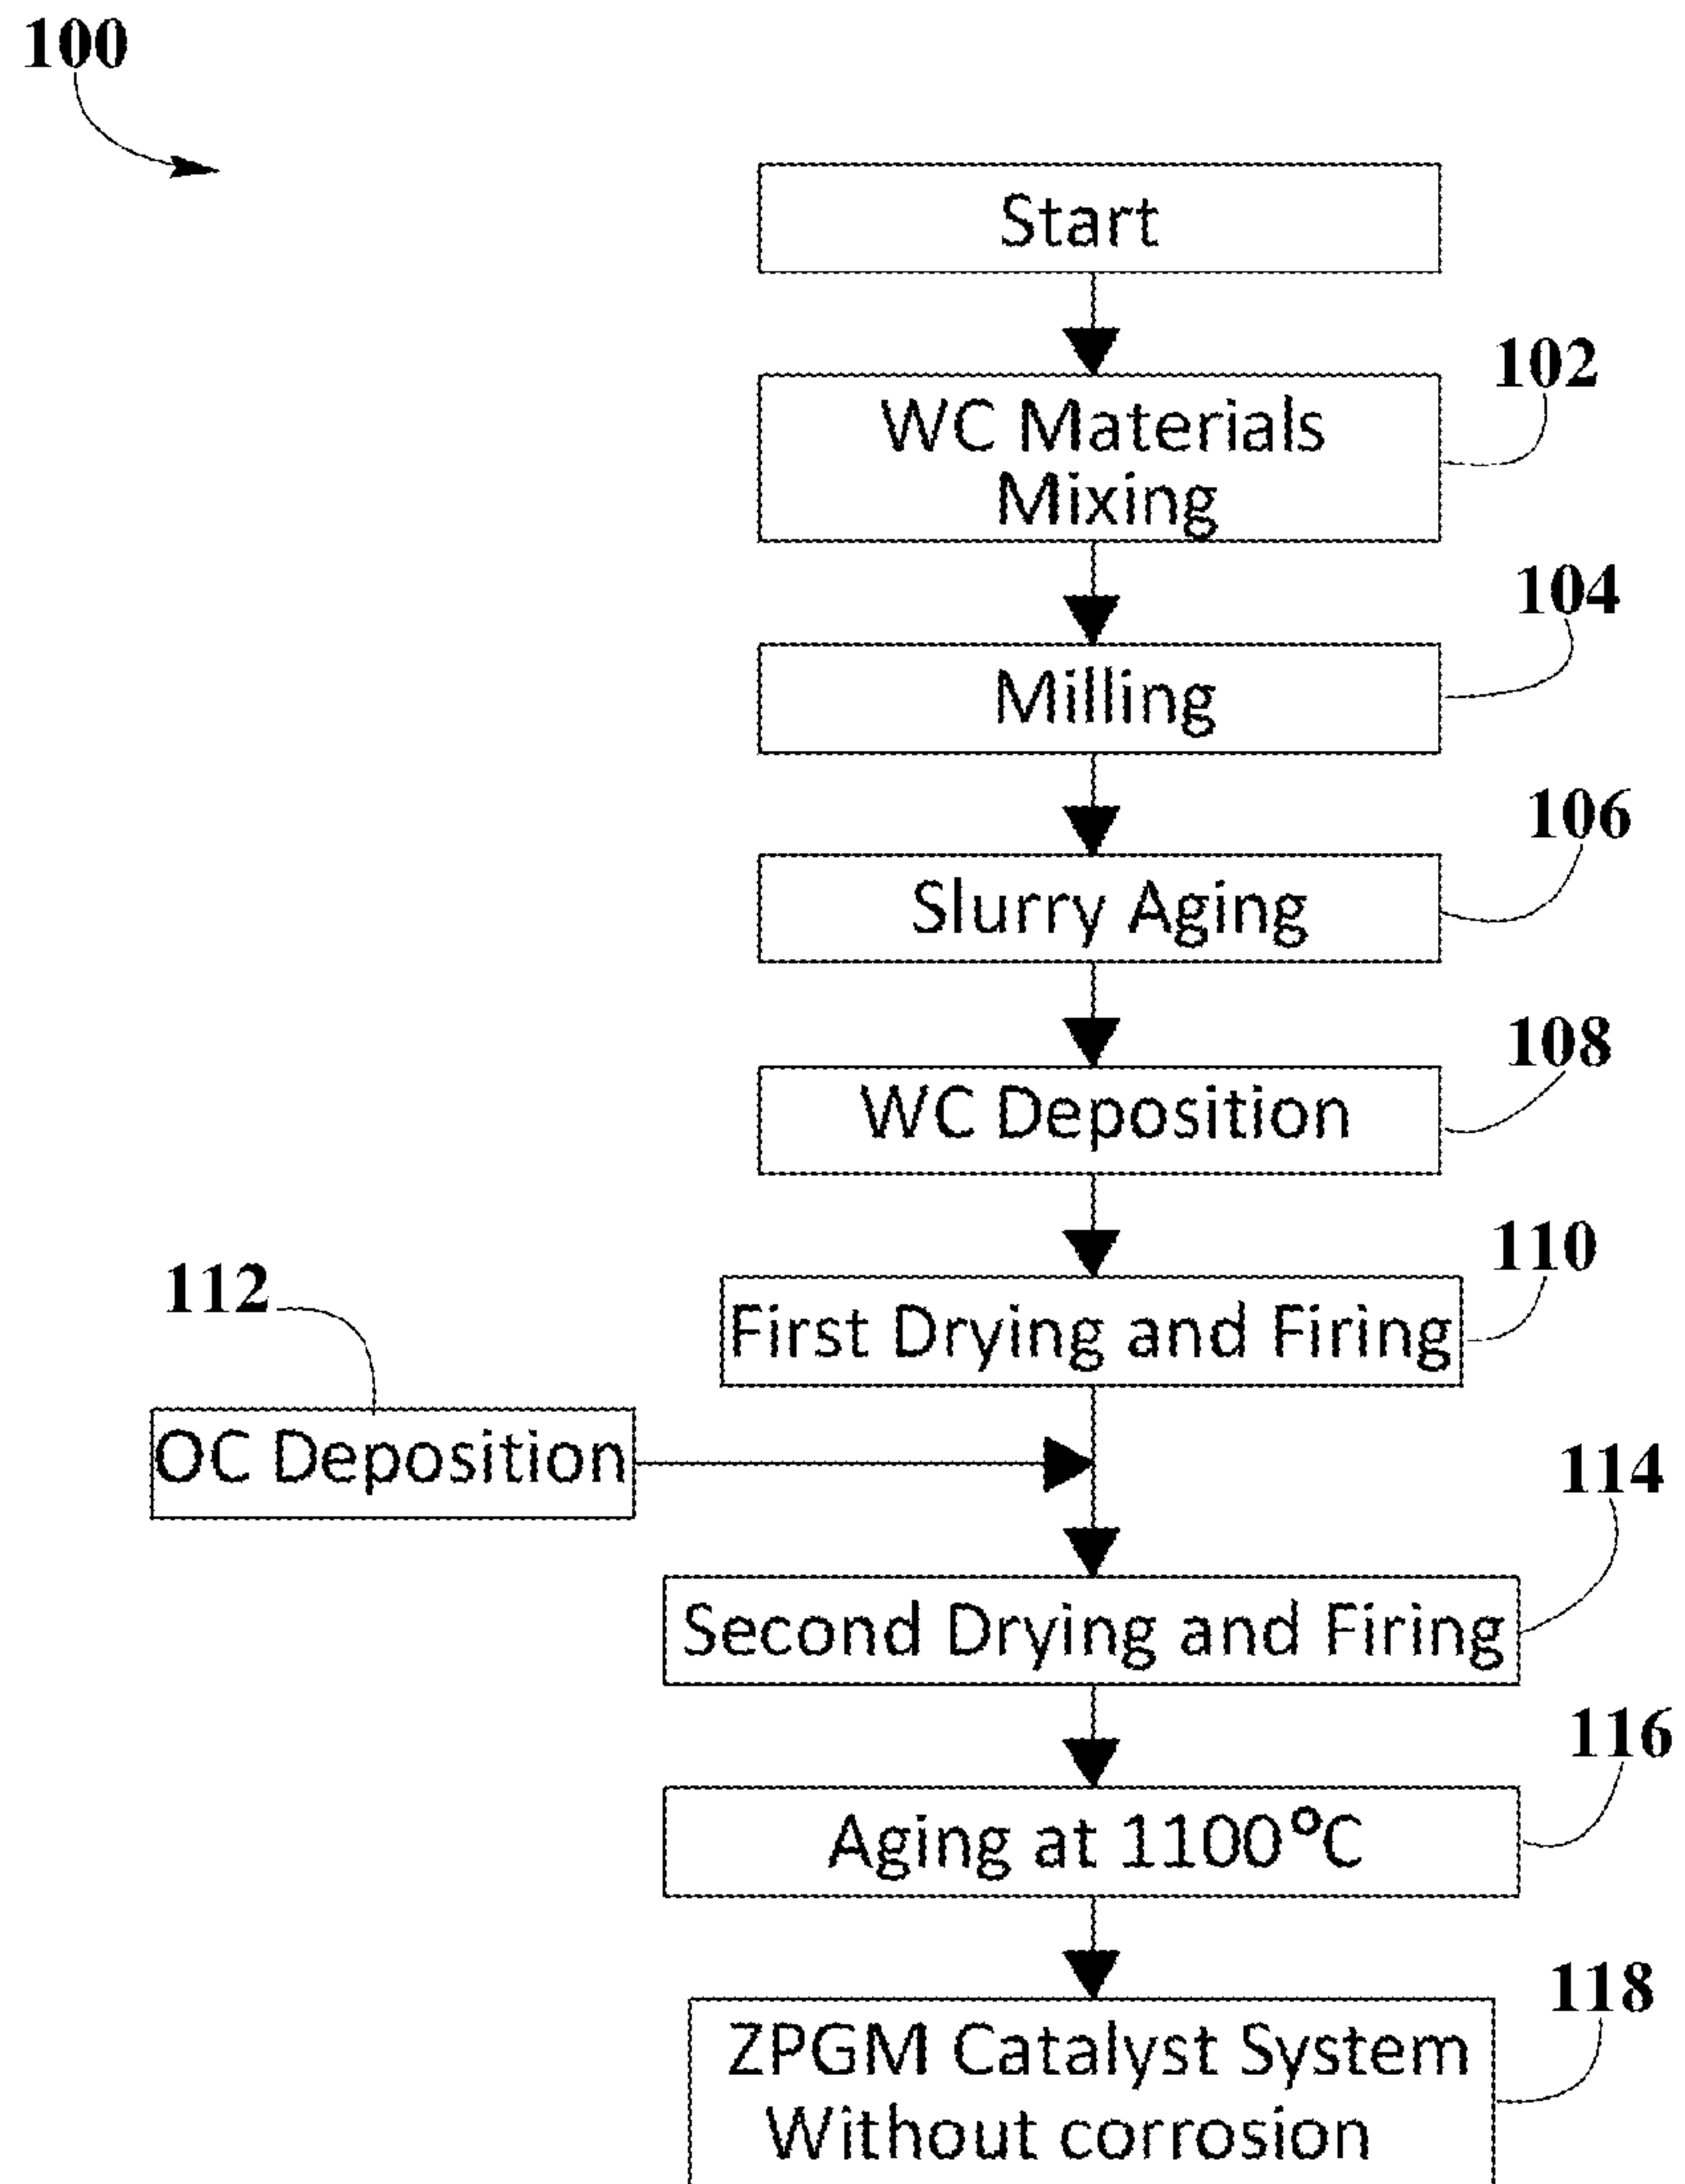 100
Start
102
WC Materials
Mixing
104
Milling
106
Slurry Aging
108
WC Deposition
110
First Drying and Firing
112
OC Deposition
114
Second Drying and Firing
116
Aging at 1100°C
118
ZPGM Catalyst System
Without corrosion